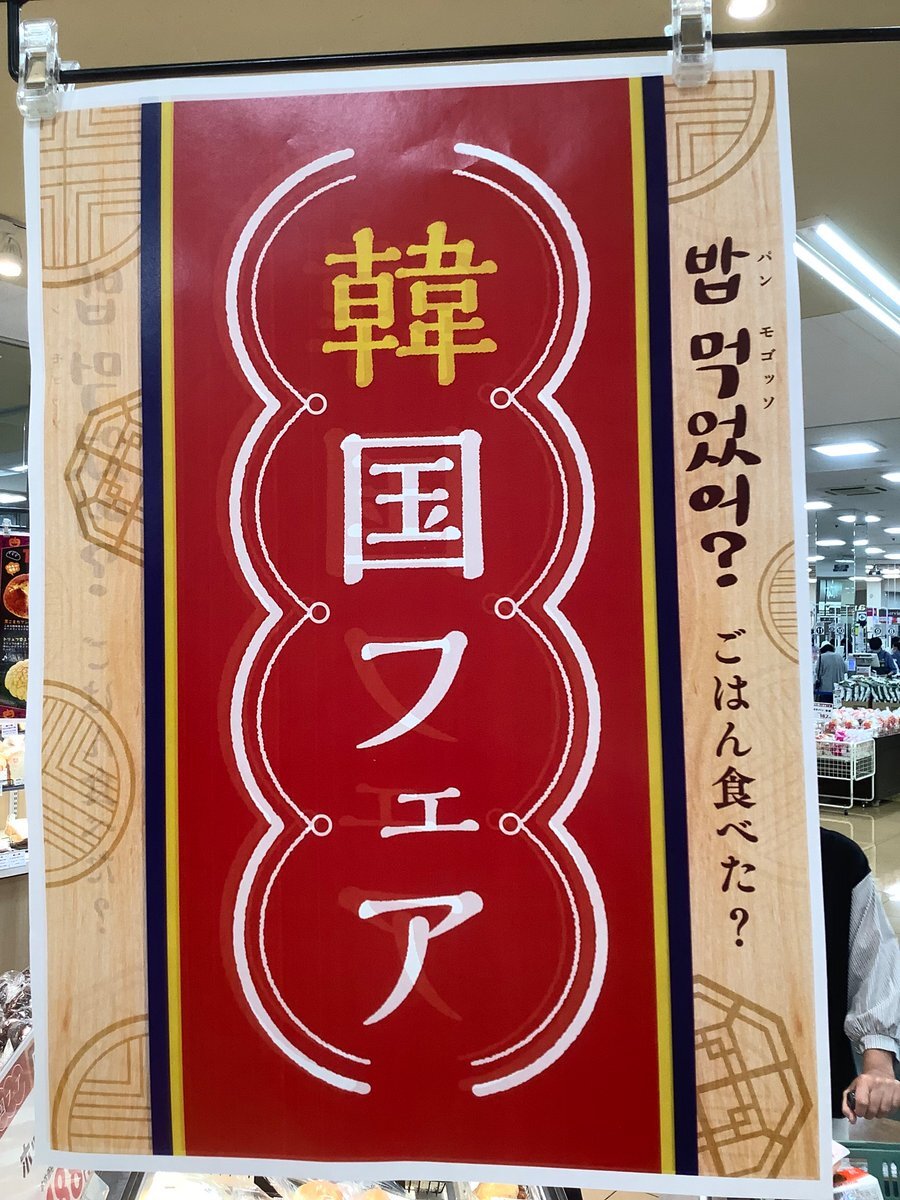 韓国フェア
밥 먹었어?
パン モゴッソ
ごはん食べた?